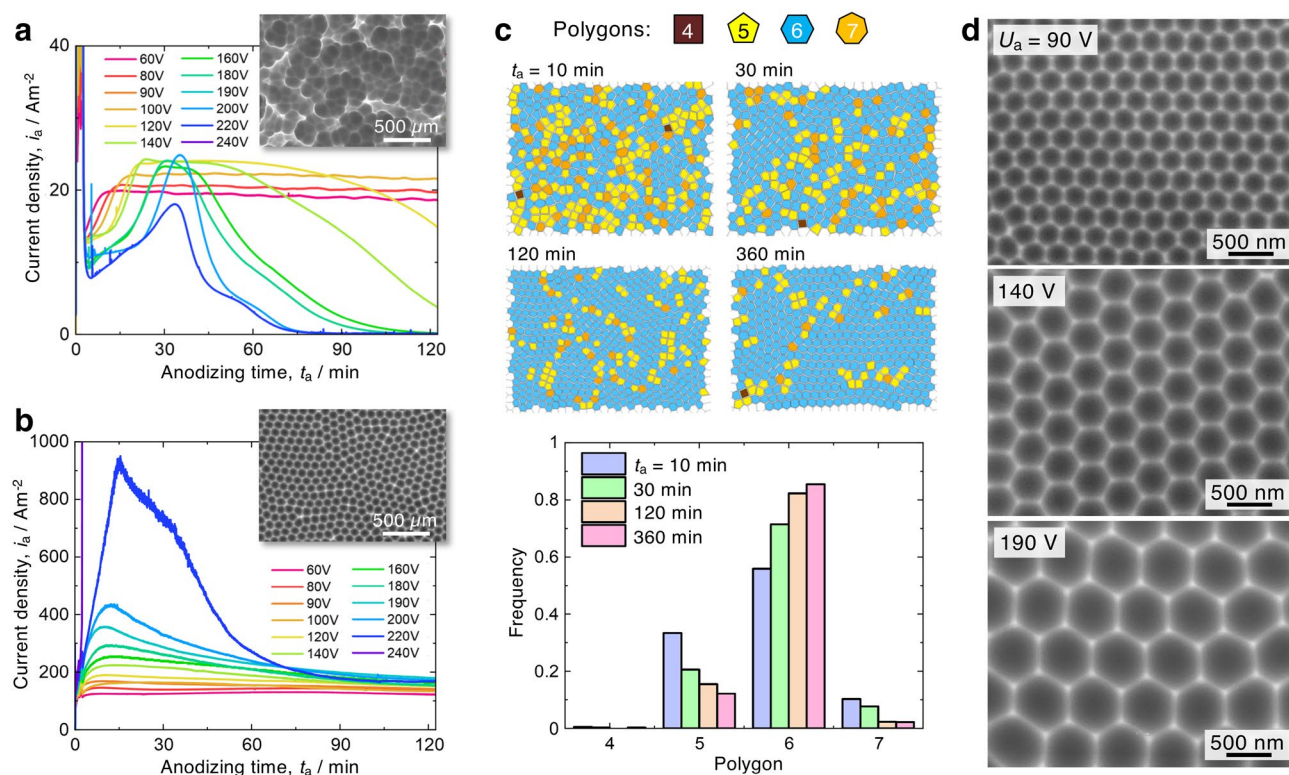 a
40
20
0
0 30 60 90 120
Current density, iₐ / Am⁻²
Anodizing time, tₐ / min
60V 160V
80V 180V
90V 190V
100V 200V
120V 220V
140V 240V
500 µm
b
1000
800
600
400
200
0
0 30 60 90 120
Current density, iₐ / Am⁻²
Anodizing time, tₐ / min
500 µm
60V 160V
80V 180V
90V 190V
100V 200V
120V 220V
140V 240V
c
Polygons: 4 5 6 7
tₐ = 10 min
30 min
120 min
360 min
1
0.8
0.6
0.4
0.2
0
Frequency
tₐ = 10 min
30 min
120 min
360 min
4 5 6 7
Polygon
d
Uₐ = 90 V
500 nm
140 V
500 nm
190 V
500 nm